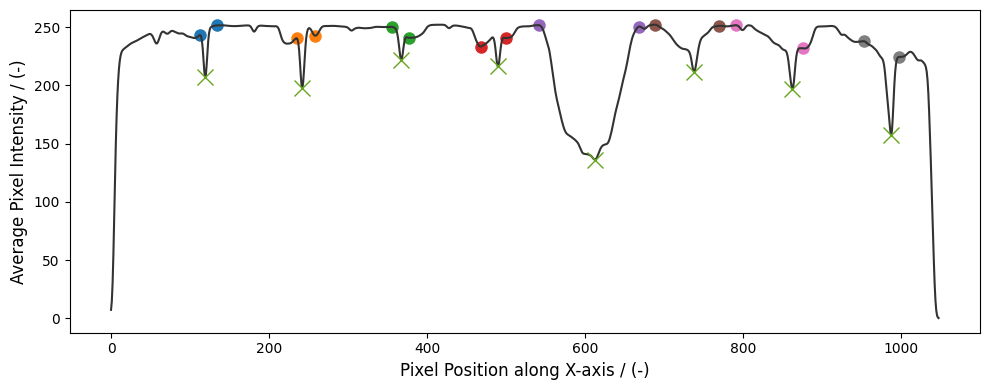 Average Pixel Intensity / (-)
250
200
150
100
50
0
0 200 400 600 800 1000
Pixel Position along X-axis / (-)